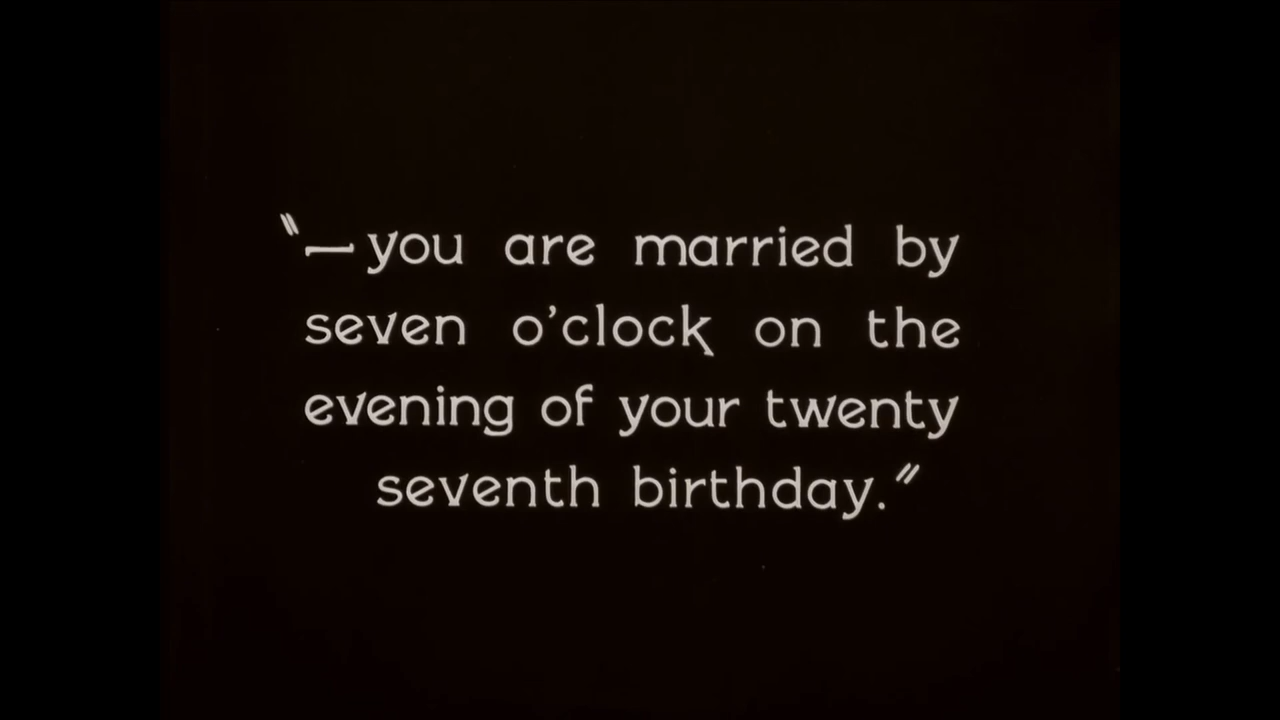 "—you are married by
seven o'clock on the
evening of your twenty
seventh birthday."